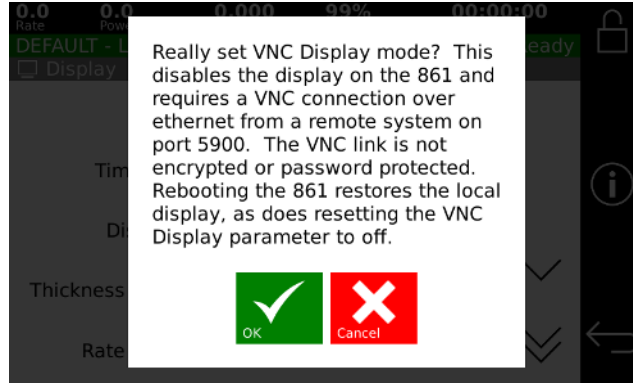 0.0 0.0 0.000 99% 00:00:00
Rate Powe
DEFAULT - L eady
Display
Really set VNC Display mode? This
disables the display on the 861 and
requires a VNC connection over
ethernet from a remote system on
port 5900. The VNC link is not
encrypted or password protected.
Rebooting the 861 restores the local
display, as does resetting the VNC
Display parameter to off.
Tim
Di
Thickness
Rate
OK Cancel